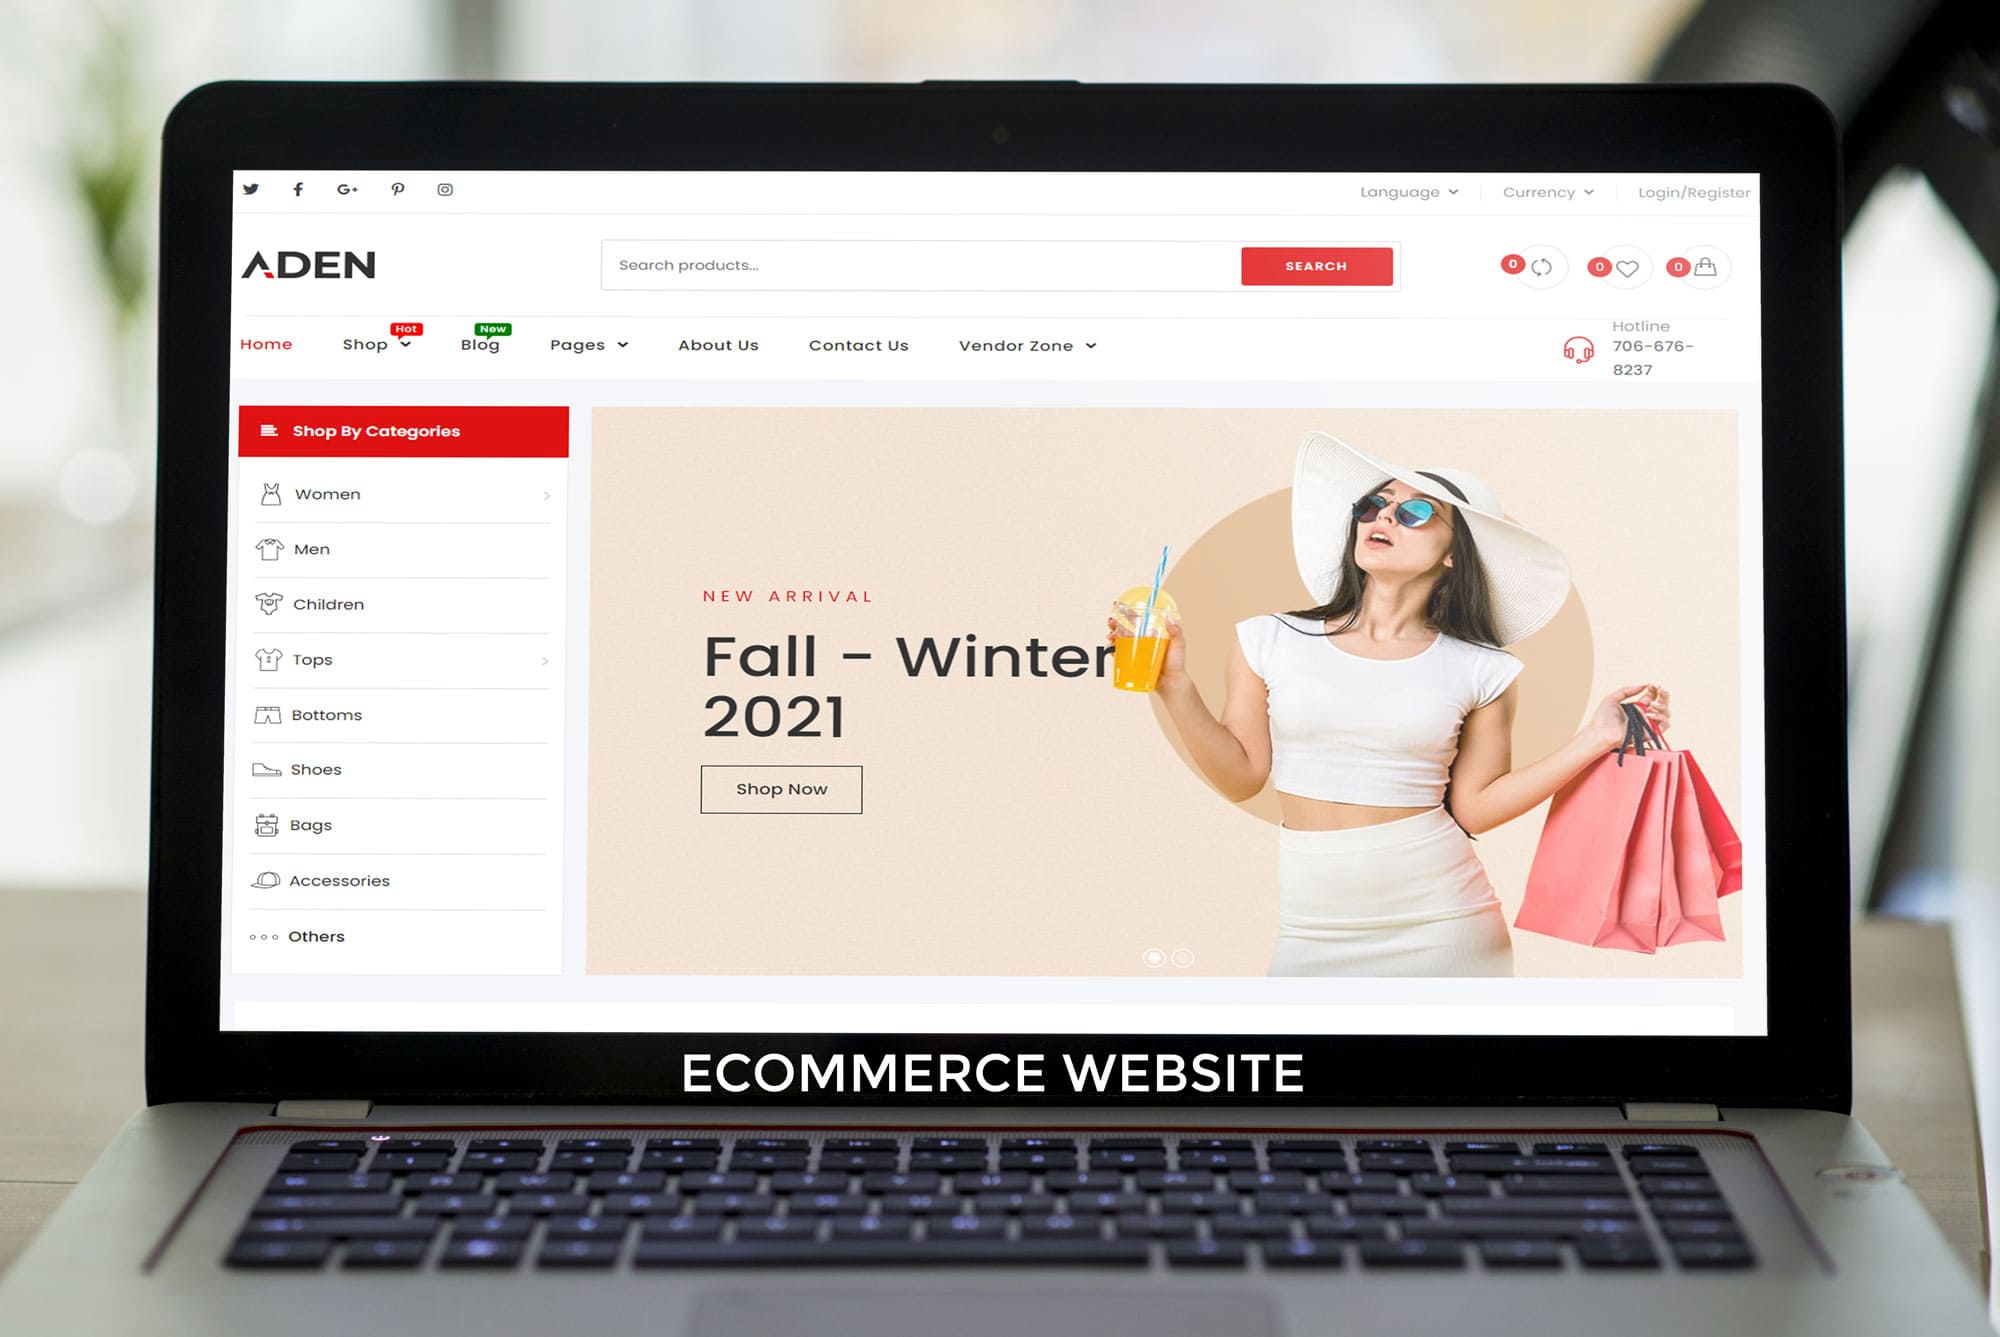 Language
Currency
Login/Register
ADEN
Search products...
SEARCH
0
0
0
Home
Shop
Hot
Blog
New
Pages
About Us
Contact Us
Vendor Zone
Hotline
706-676-
8237
Shop By Categories
Women
Men
Children
Tops
Bottoms
Shoes
Bags
Accessories
Others
NEW ARRIVAL
Fall - Winter
2021
Shop Now
ECOMMERCE WEBSITE